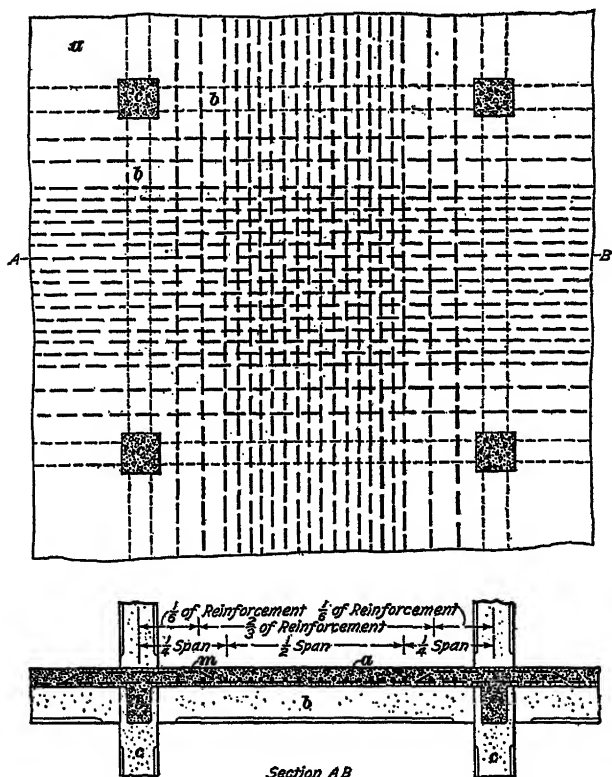 a
c
b
b
A
B
1/6 of Reinforcement 1/6 of Reinforcement
2/3 of Reinforcement
1/4 Span 1/2 Span 1/4 Span
m a
b
c c
Section AB